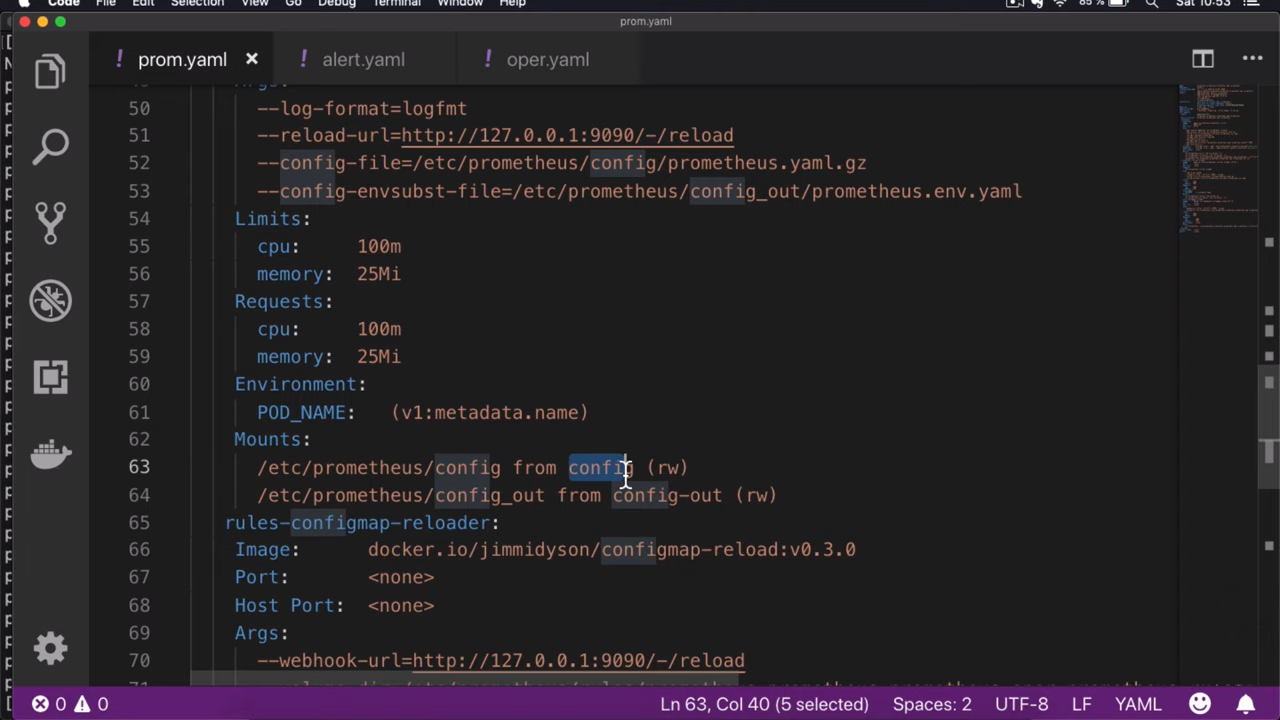 Code File Edit Selection View Go Debug Terminal Window Help 85 % Sat 10:53
prom.yaml
! prom.yaml × ! alert.yaml ! oper.yaml
50 --log-format=logfmt
51 --reload-url=http://127.0.0.1:9090/-/reload
52 --config-file=/etc/prometheus/config/prometheus.yaml.gz
53 --config-envsubst-file=/etc/prometheus/config_out/prometheus.env.yaml
54 Limits:
55 cpu: 100m
56 memory: 25Mi
57 Requests:
58 cpu: 100m
59 memory: 25Mi
60 Environment:
61 POD_NAME: (v1:metadata.name)
62 Mounts:
63 /etc/prometheus/config from config (rw)
64 /etc/prometheus/config_out from config-out (rw)
65 rules-configmap-reloader:
66 Image: docker.io/jimmidyson/configmap-reload:v0.3.0
67 Port: <none>
68 Host Port: <none>
69 Args:
70 --webhook-url=http://127.0.0.1:9090/-/reload
0 0 Ln 63, Col 40 (5 selected) Spaces: 2 UTF-8 LF YAML